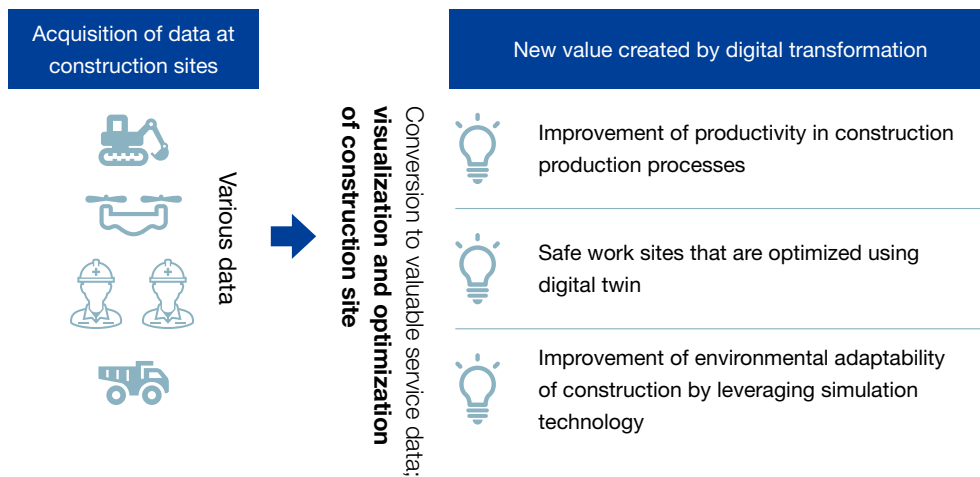 Acquisition of data at
construction sites
Various data
Conversion to valuable service data;
visualization and optimization
of construction site
New value created by digital transformation
Improvement of productivity in construction
production processes
Safe work sites that are optimized using
digital twin
Improvement of environmental adaptability
of construction by leveraging simulation
technology